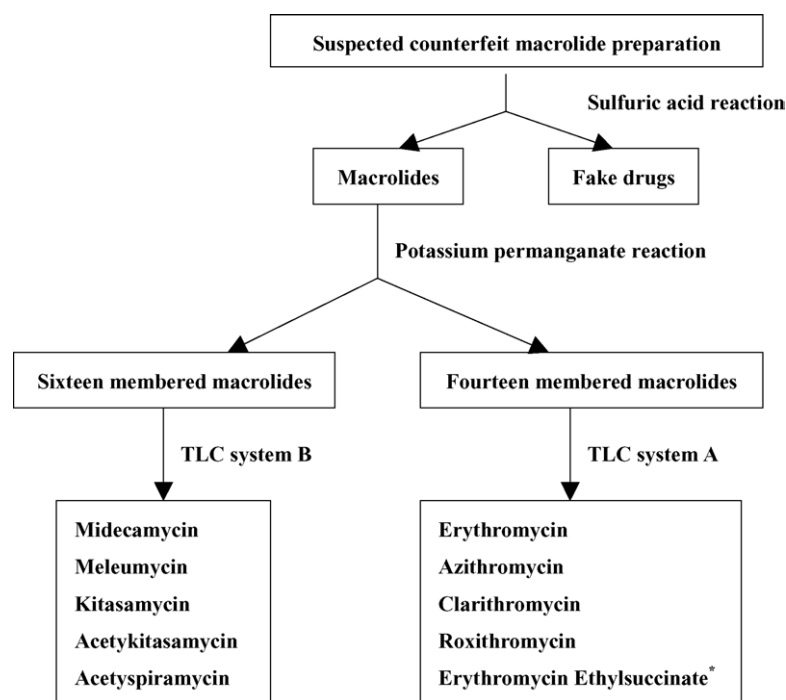 Suspected counterfeit macrolide preparation
Sulfuric acid reaction
Macrolides
Fake drugs
Potassium permanganate reaction
Sixteen membered macrolides
Fourteen membered macrolides
TLC system B
TLC system A
Midecamycin
Meleumycin
Kitasamycin
Acetykitasamycin
Acetyspiramycin
Erythromycin
Azithromycin
Clarithromycin
Roxithromycin
Erythromycin Ethylsuccinate*